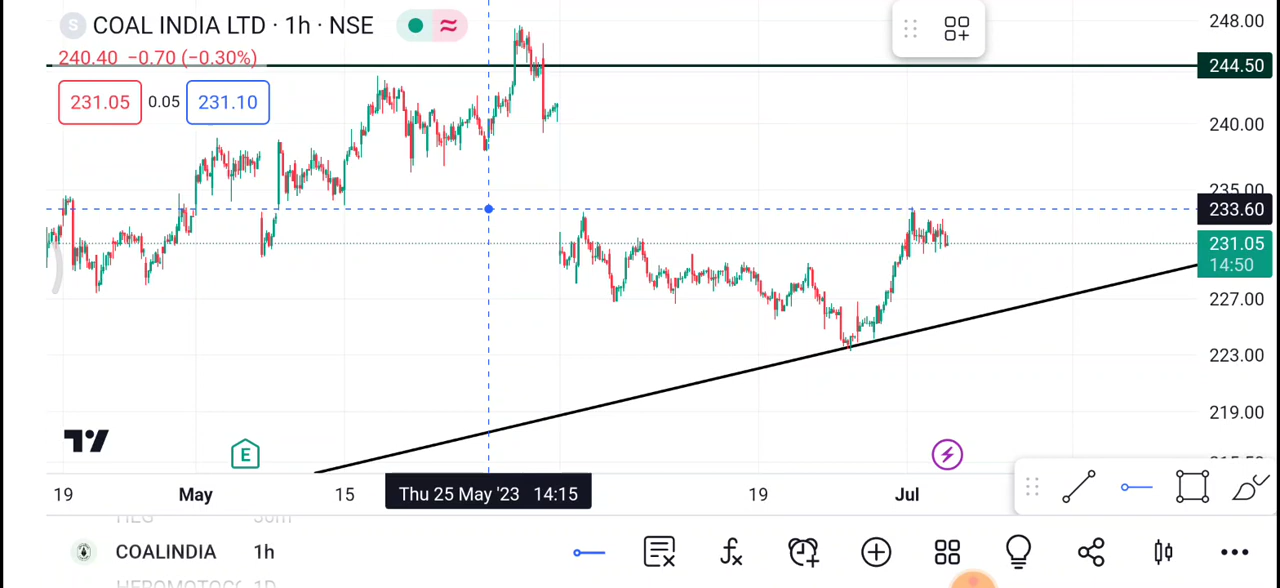 S COAL INDIA LTD · 1h · NSE
240.40 −0.70 (−0.30%)
231.05 0.05 231.10
248.00
244.50
240.00
235.00
233.60
231.05
14:50
227.00
223.00
219.00
E
19 May 15 Thu 25 May '23 14:15 19 Jul
COALINDIA 1h